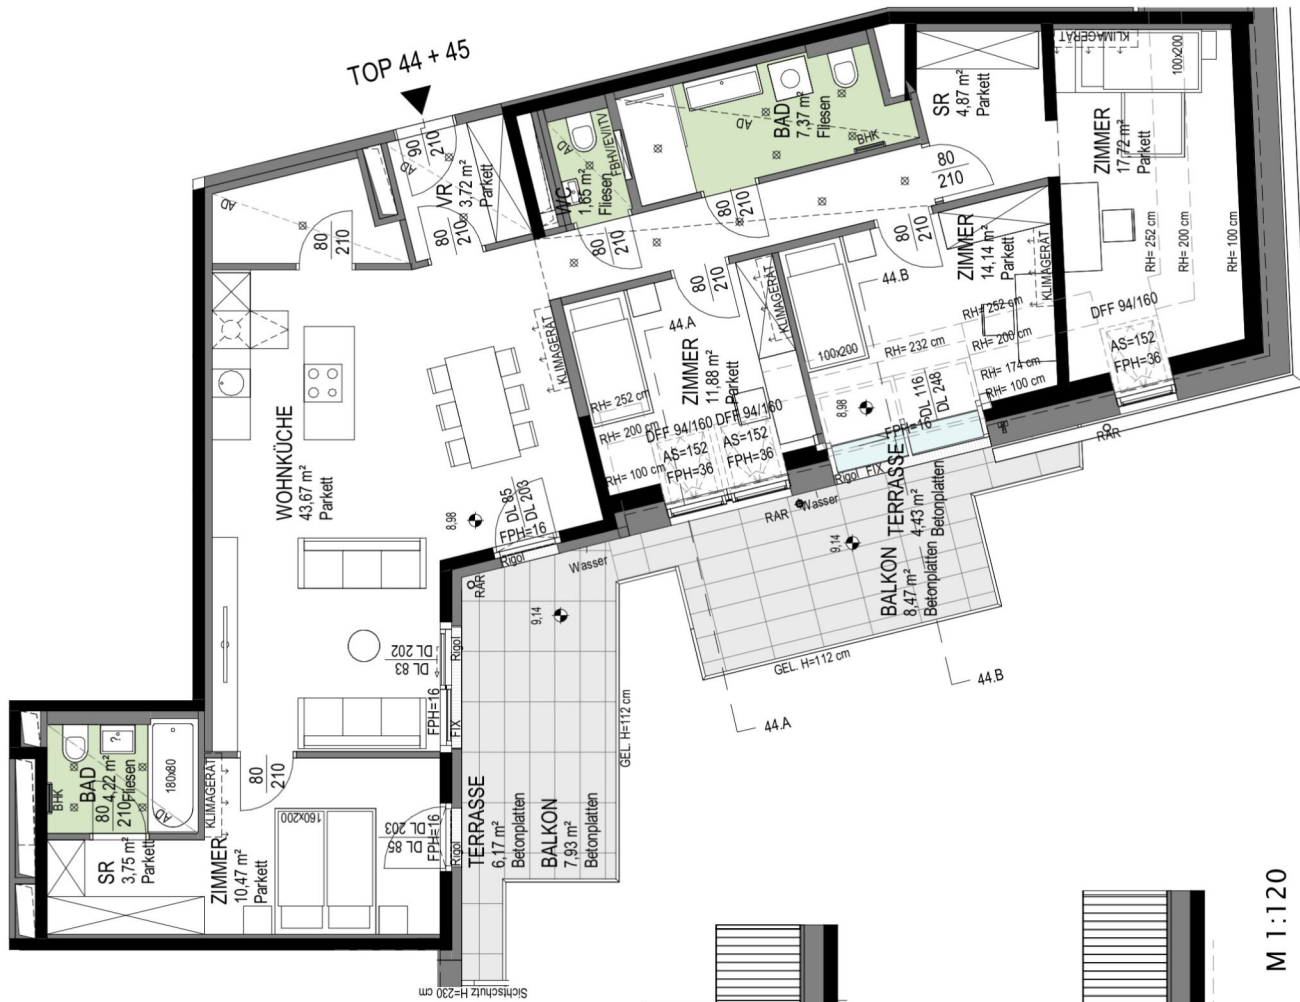 TOP 44 + 45
AD
90
210
AD
VR
3,72 m²
Parkett
80
210
80
210
AD
WC
1,65 m²
Fliesen
80
210
FBHV/EV/ITV
AD
BAD
7,37 m²
Fliesen
BHK
80
210
SR
4,87 m²
Parkett
80
210
KLIMAGERÄT
100x200
ZIMMER
17,72 m²
Parkett
RH= 252 cm
RH= 200 cm
RH= 100 cm
DFF 94/160
AS=152
FPH=36
RAR
80
210
ZIMMER
14,14 m²
Parkett
KLIMAGERÄT
44.B
100x200
RH= 252 cm
RH= 232 cm
RH= 200 cm
RH= 174 cm
RH= 100 cm
8,98
DL 116
DL 248
FPH=16
Rigol
FIX
80
210
44.A
KLIMAGERÄT
ZIMMER
11,88 m²
Parkett
RH= 252 cm
RH= 200 cm
RH= 100 cm
DFF 94/160
AS=152
FPH=36
DFF 94/160
AS=152
FPH=36
KLIMAGERÄT
WOHNKÜCHE
43,67 m²
Parkett
8,98
DL 85
DL 203
FPH=16
Rigol
Wasser
RAR
RAR
Wasser
9,14
TERRASSE
4,43 m²
Betonplatten
BALKON
8,47 m²
Betonplatten
GEL. H=112 cm
44.A
44.B
9,14
GEL. H=112 cm
DL 202
DL 83
FPH=16
FIX
Rigol
80
210
KLIMAGERÄT
BAD
4,22 m²
Fliesen
BHK
80
210
180x80
AD
SR
3,75 m²
Parkett
ZIMMER
10,47 m²
Parkett
160x200
DL 203
DL 85
FPH=16
Rigol
TERRASSE
6,17 m²
Betonplatten
BALKON
7,93 m²
Betonplatten
Sichtschutz H=230 cm
M 1:120